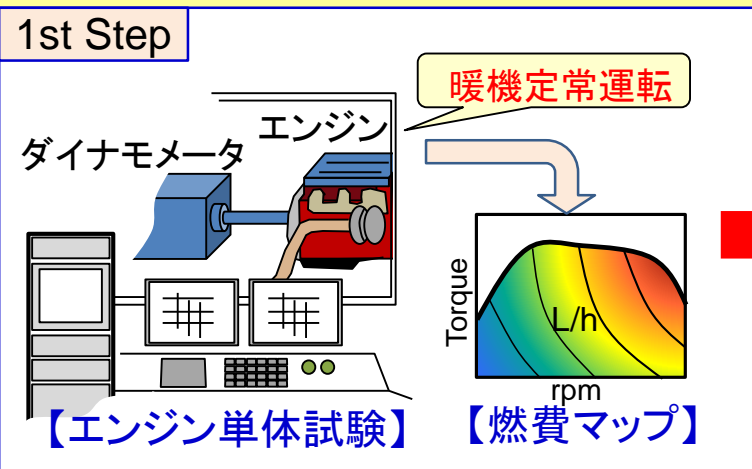 1st Step
暖機定常運転
エンジン
ダイナモメータ
Torque
L/h
rpm
【エンジン単体試験】
【燃費マップ】